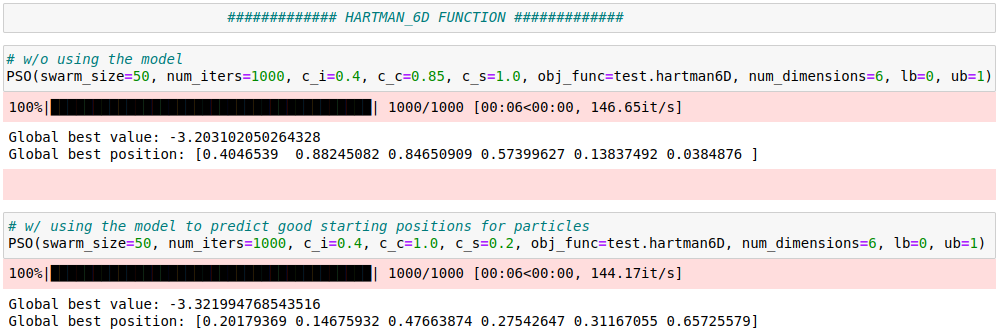 ############# HARTMAN_6D FUNCTION #############
# w/o using the model
PSO(swarm_size=50, num_iters=1000, c_i=0.4, c_c=0.85, c_s=1.0, obj_func=test.hartman6D, num_dimensions=6, lb=0, ub=1)
100%|████████████████████████████████████████| 1000/1000 [00:06<00:00, 146.65it/s]
Global best value: -3.203102050264328
Global best position: [0.4046539  0.88245082 0.84650909 0.57399627 0.13837492 0.0384876 ]
# w/ using the model to predict good starting positions for particles
PSO(swarm_size=50, num_iters=1000, c_i=0.4, c_c=1.0, c_s=0.2, obj_func=test.hartman6D, num_dimensions=6, lb=0, ub=1)
100%|████████████████████████████████████████| 1000/1000 [00:06<00:00, 144.17it/s]
Global best value: -3.321994768543516
Global best position: [0.20179369 0.14675932 0.47663874 0.27542647 0.31167055 0.65725579]